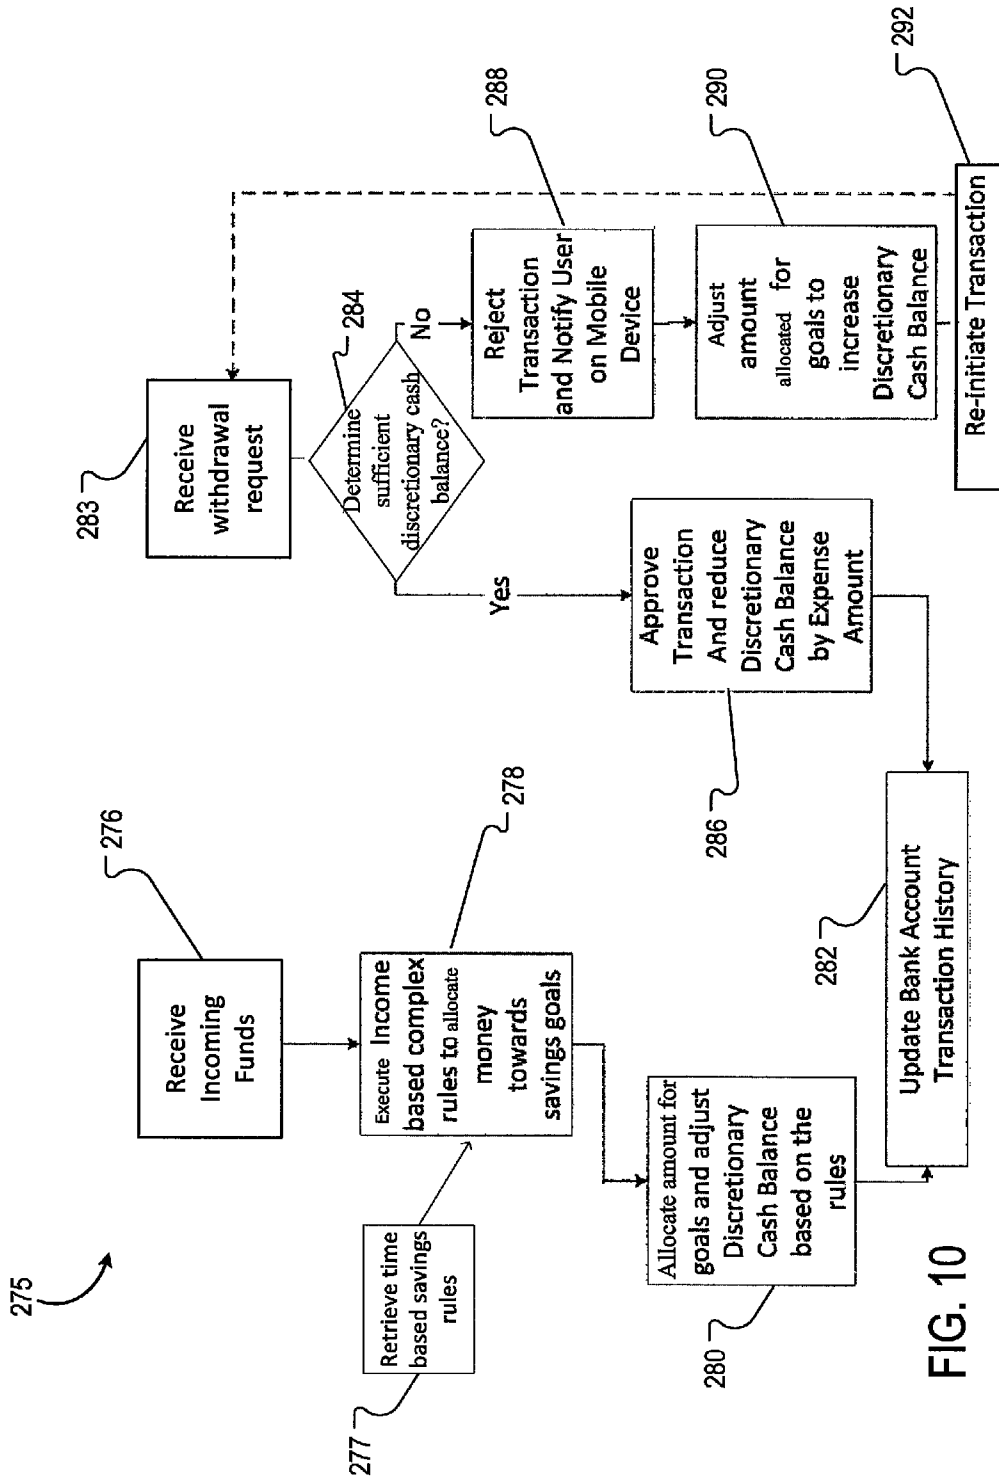 275
276
Receive
Incoming
Funds
277
Retrieve time
based savings
rules
278
Execute Income
based complex
rules to allocate
money
towards
savings goals
280
Allocate amount for
goals and adjust
Discretionary
Cash Balance
based on the
rules
282
Update Bank Account
Transaction History
283
Receive
withdrawal
request
284
Determine
sufficient
discretionary cash
balance?
Yes
No
286
Approve
Transaction
And reduce
Discretionary
Cash Balance
by Expense
Amount
288
Reject
Transaction
and Notify User
on Mobile
Device
290
Adjust
amount
allocated for
goals to
increase
Discretionary
Cash Balance
292
Re-initiate Transaction
FIG. 10